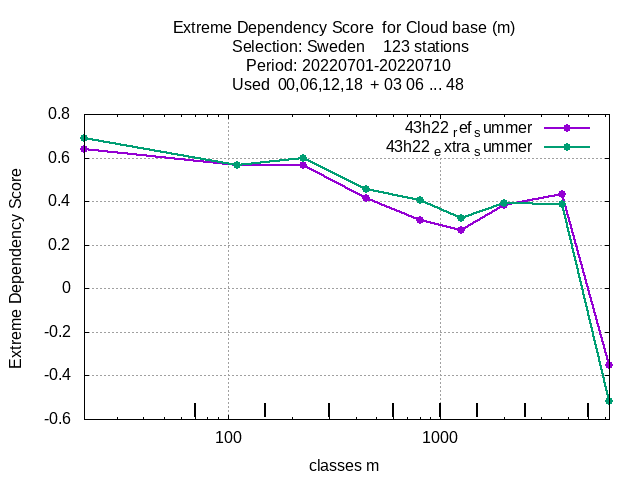 Extreme Dependency Score  for Cloud base (m)
Selection: Sweden    123 stations
Period: 20220701-20220710
Used  00,06,12,18  + 03 06 ... 48
43h22 ref summer
43h22 extra summer
0.8
0.6
0.4
0.2
0
-0.2
-0.4
-0.6
Extreme Dependency Score
100
1000
classes m